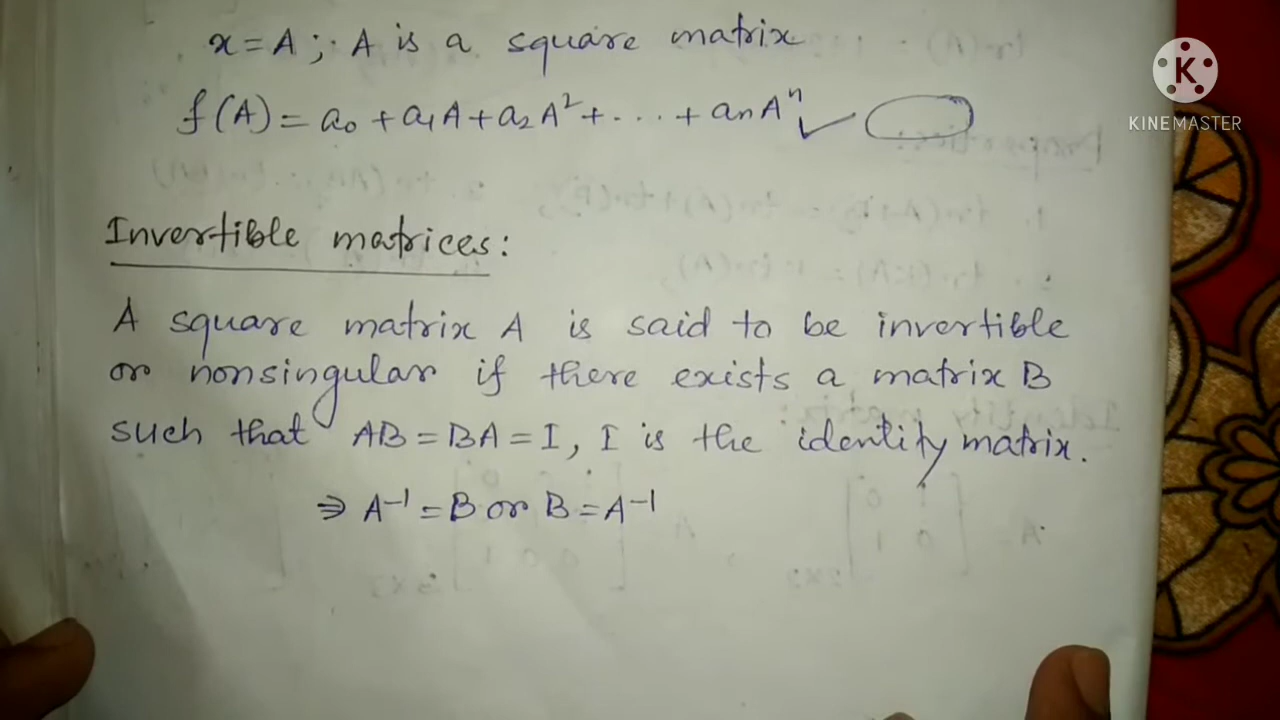 x = A ; A is a square matrix
f(A) = a₀ + a₁A + a₂A² + . . . + aₙAⁿ
KINEMASTER
Invertible matrices:
A square matrix A is said to be invertible
or nonsingular if there exists a matrix B
such that AB = BA = I, I is the identity matrix.
⇒ A⁻¹ = B or B = A⁻¹